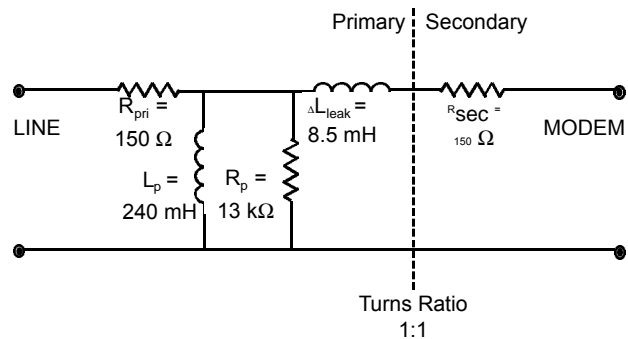 Primary Secondary
LINE
R_pri =
150 Ω
ΔL_leak =
8.5 mH
R_sec =
150 Ω
MODEM
L_p =
240 mH
R_p =
13 kΩ
Turns Ratio
1:1